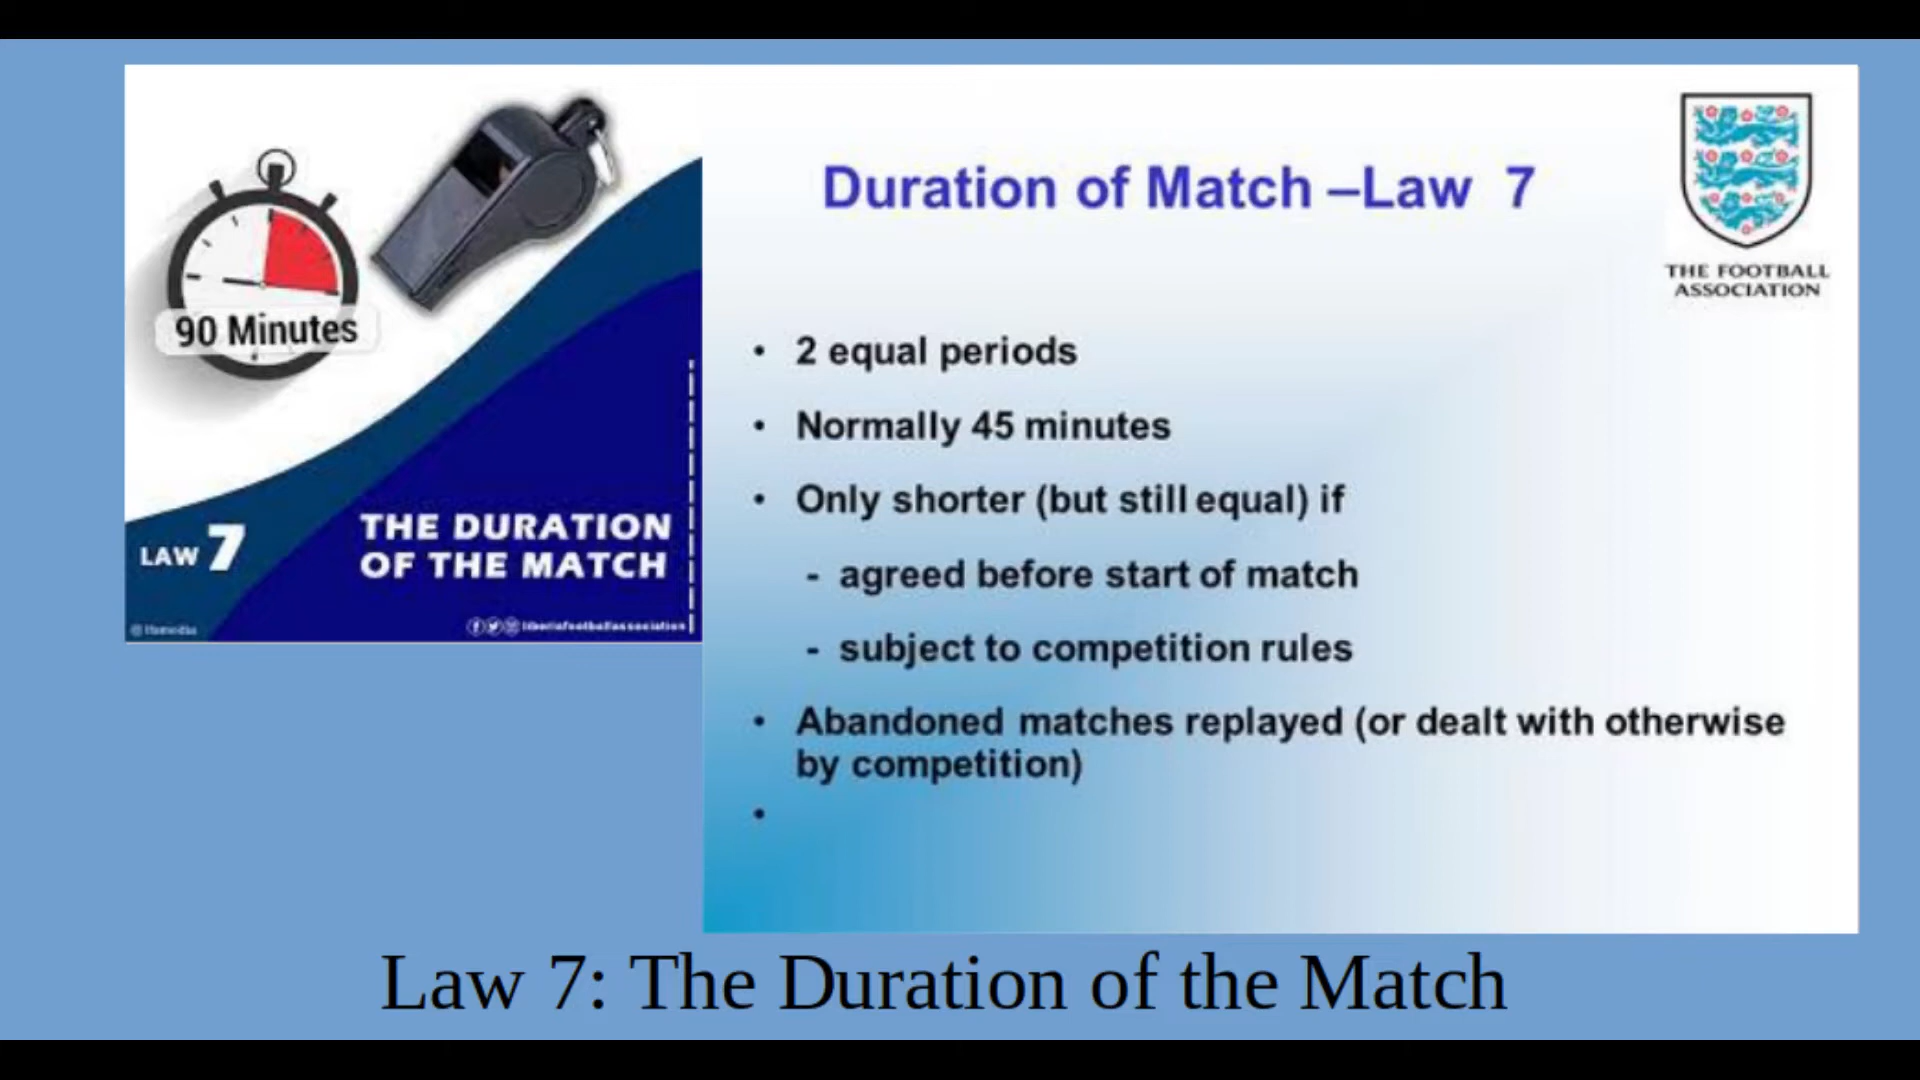 90 Minutes
LAW 7
THE DURATION
OF THE MATCH
liberiafootballassociation
Duration of Match –Law 7
THE FOOTBALL
ASSOCIATION
• 2 equal periods
• Normally 45 minutes
• Only shorter (but still equal) if
- agreed before start of match
- subject to competition rules
• Abandoned matches replayed (or dealt with otherwise
by competition)
•
Law 7: The Duration of the Match